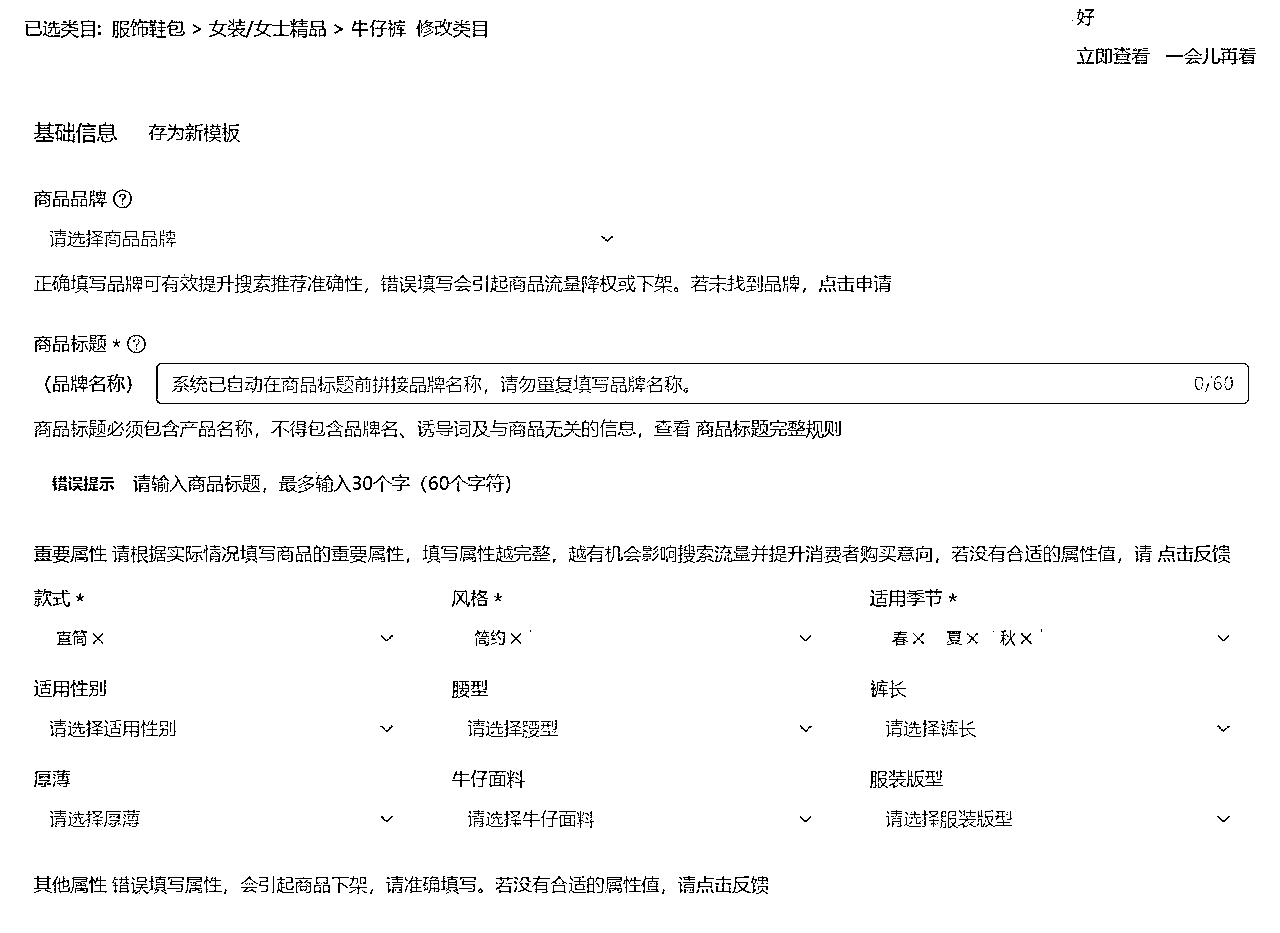 已选类目: 服饰鞋包 > 女装/女士精品 > 牛仔裤 修改类目
好
立即查看 一会儿再看
基础信息 存为新模板
商品品牌
请选择商品品牌
正确填写品牌可有效提升搜索推荐准确性，错误填写会引起商品流量降权或下架。若未找到品牌，点击申请
商品标题 *
（品牌名称） 系统已自动在商品标题前拼接品牌名称，请勿重复填写品牌名称。 0/60
商品标题必须包含产品名称，不得包含品牌名、诱导词及与商品无关的信息，查看 商品标题完整规则
错误提示 请输入商品标题，最多输入30个字（60个字符）
重要属性 请根据实际情况填写商品的重要属性，填写属性越完整，越有机会影响搜索流量并提升消费者购买意向，若没有合适的属性值，请 点击反馈
款式 * 风格 * 适用季节 *
直筒 × 简约 × 春 × 夏 × 秋 ×
适用性别 腰型 裤长
请选择适用性别 请选择腰型 请选择裤长
厚薄 牛仔面料 服装版型
请选择厚薄 请选择牛仔面料 请选择服装版型
其他属性 错误填写属性，会引起商品下架，请准确填写。若没有合适的属性值，请点击反馈